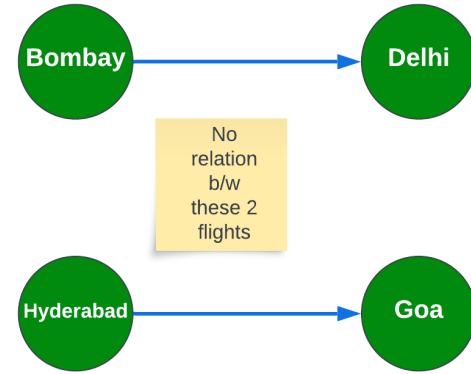 Bombay
Delhi
No
relation
b/w
these 2
flights
Hyderabad
Goa